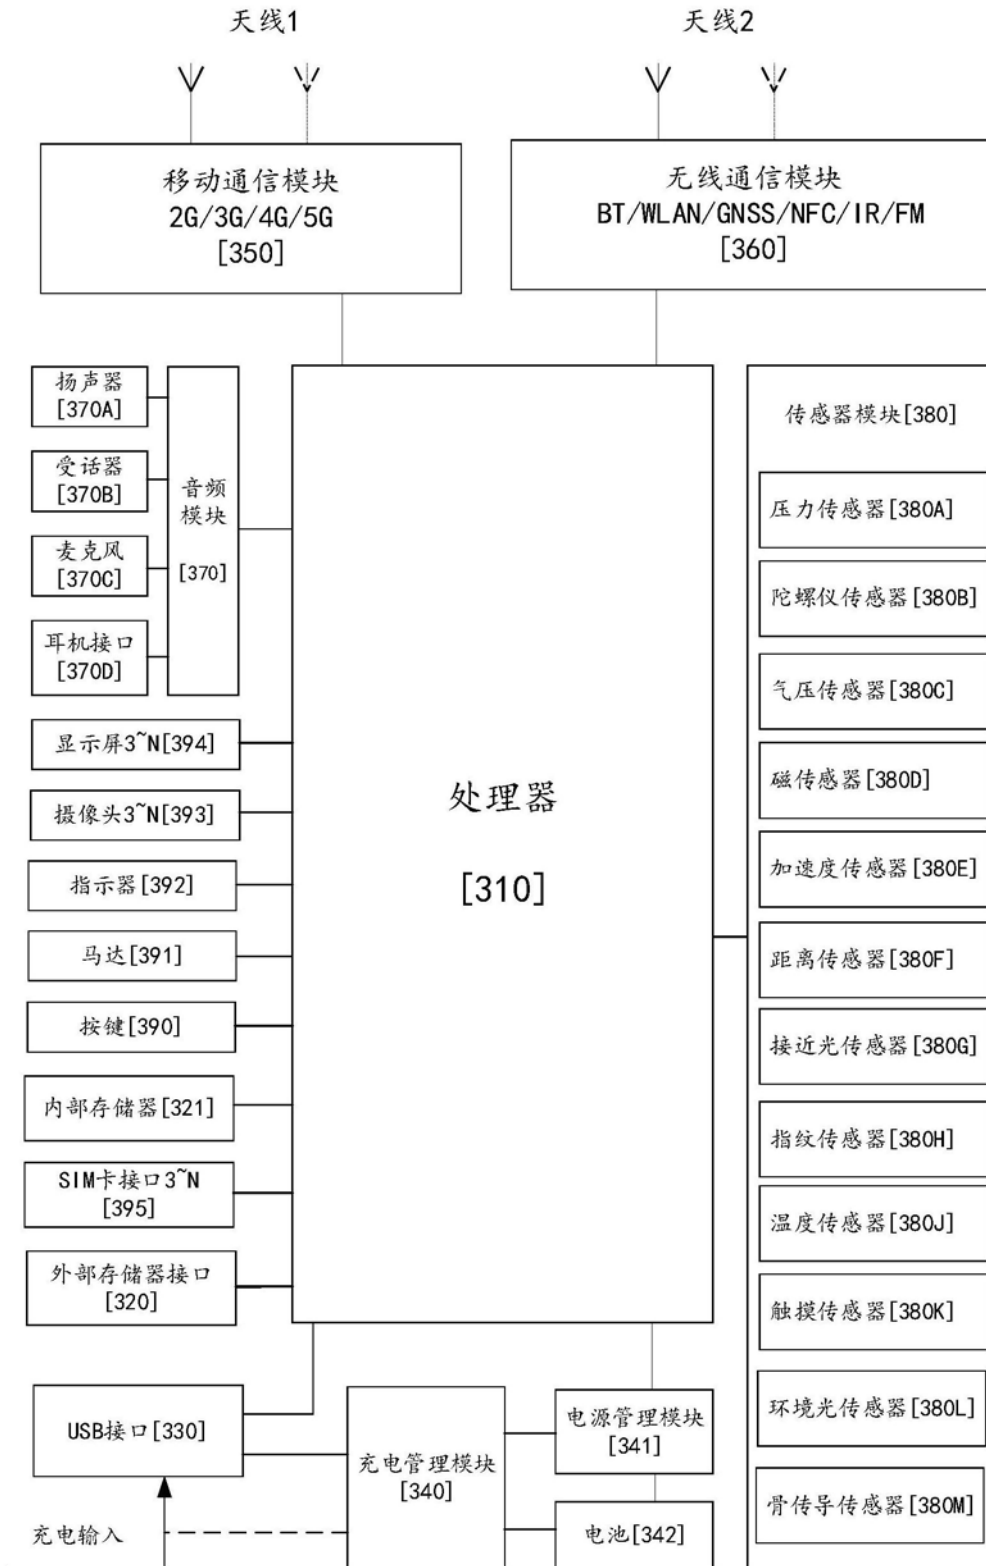 天线1
天线2
移动通信模块
2G/3G/4G/5G
[350]
无线通信模块
BT/WLAN/GNSS/NFC/IR/FM
[360]
扬声器
[370A]
受话器
[370B]
麦克风
[370C]
耳机接口
[370D]
音频
模块
[370]
显示屏3~N[394]
摄像头3~N[393]
指示器[392]
马达[391]
按键[390]
内部存储器[321]
SIM卡接口3~N
[395]
外部存储器接口
[320]
处理器
[310]
传感器模块[380]
压力传感器[380A]
陀螺仪传感器[380B]
气压传感器[380C]
磁传感器[380D]
加速度传感器[380E]
距离传感器[380F]
接近光传感器[380G]
指纹传感器[380H]
温度传感器[380J]
触摸传感器[380K]
环境光传感器[380L]
骨传导传感器[380M]
USB接口[330]
充电管理模块
[340]
电源管理模块
[341]
电池[342]
充电输入